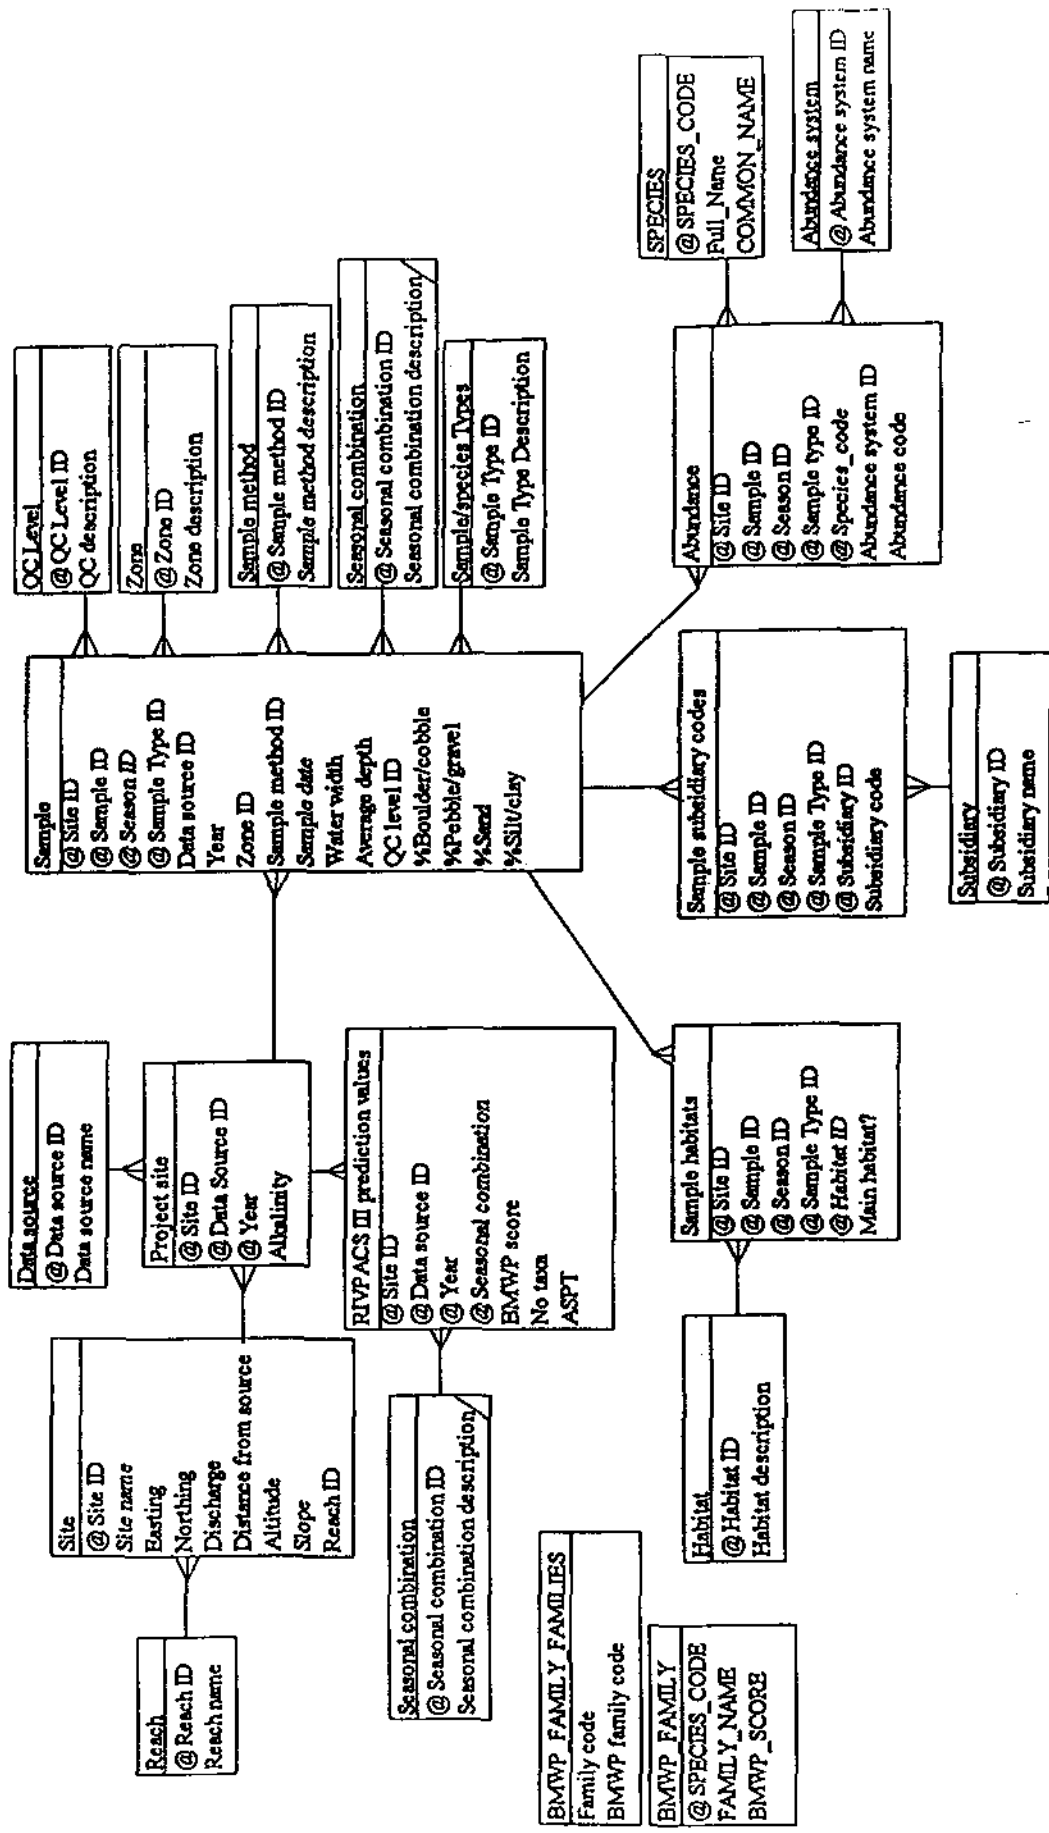 Reach
@ Reach ID
Reach name
Site
@ Site ID
Site name
Easting
Northing
Discharge
Distance from source
Altitude
Slope
Reach ID
Data source
@ Data source ID
Data source name
Project site
@ Site ID
@ Data Source ID
@ Year
Alkalinity
RIVPACS III prediction values
@ Site ID
@ Data source ID
@ Year
@ Seasonal combination
BMWP score
No taxa
ASPT
Seasonal combination
@ Seasonal combination ID
Seasonal combination description
BMWP_FAMILY_FAMILIES
Family code
BMWP family code
BMWP_FAMILY
@ SPECIES_CODE
FAMILY_NAME
BMWP_SCORE
Habitat
@ Habitat ID
Habitat description
Sample habitats
@ Site ID
@ Sample ID
@ Season ID
@ Sample Type ID
@ Habitat ID
Main habitat?
Sample
@ Site ID
@ Sample ID
@ Season ID
@ Sample Type ID
Data source ID
Year
Zone ID
Sample method ID
Sample date
Water width
Average depth
QC level ID
%Boulder/cobble
%Pebble/gravel
%Sand
%Silt/clay
QC Level
@ QC Level ID
QC description
Zone
@ Zone ID
Zone description
Sample method
@ Sample method ID
Sample method description
Seasonal combination
@ Seasonal combination ID
Seasonal combination description
Sample/species Types
@ Sample Type ID
Sample Type Description
Sample subsidiary codes
@ Site ID
@ Sample ID
@ Season ID
@ Sample Type ID
@ Subsidiary ID
Subsidiary code
Subsidiary
@ Subsidiary ID
Subsidiary name
Abundance
@ Site ID
@ Sample ID
@ Season ID
@ Sample type ID
@ Species_code
Abundance system ID
Abundance code
SPECIES
@ SPECIES_CODE
Full_Name
COMMON_NAME
Abundance system
@ Abundance system ID
Abundance system name